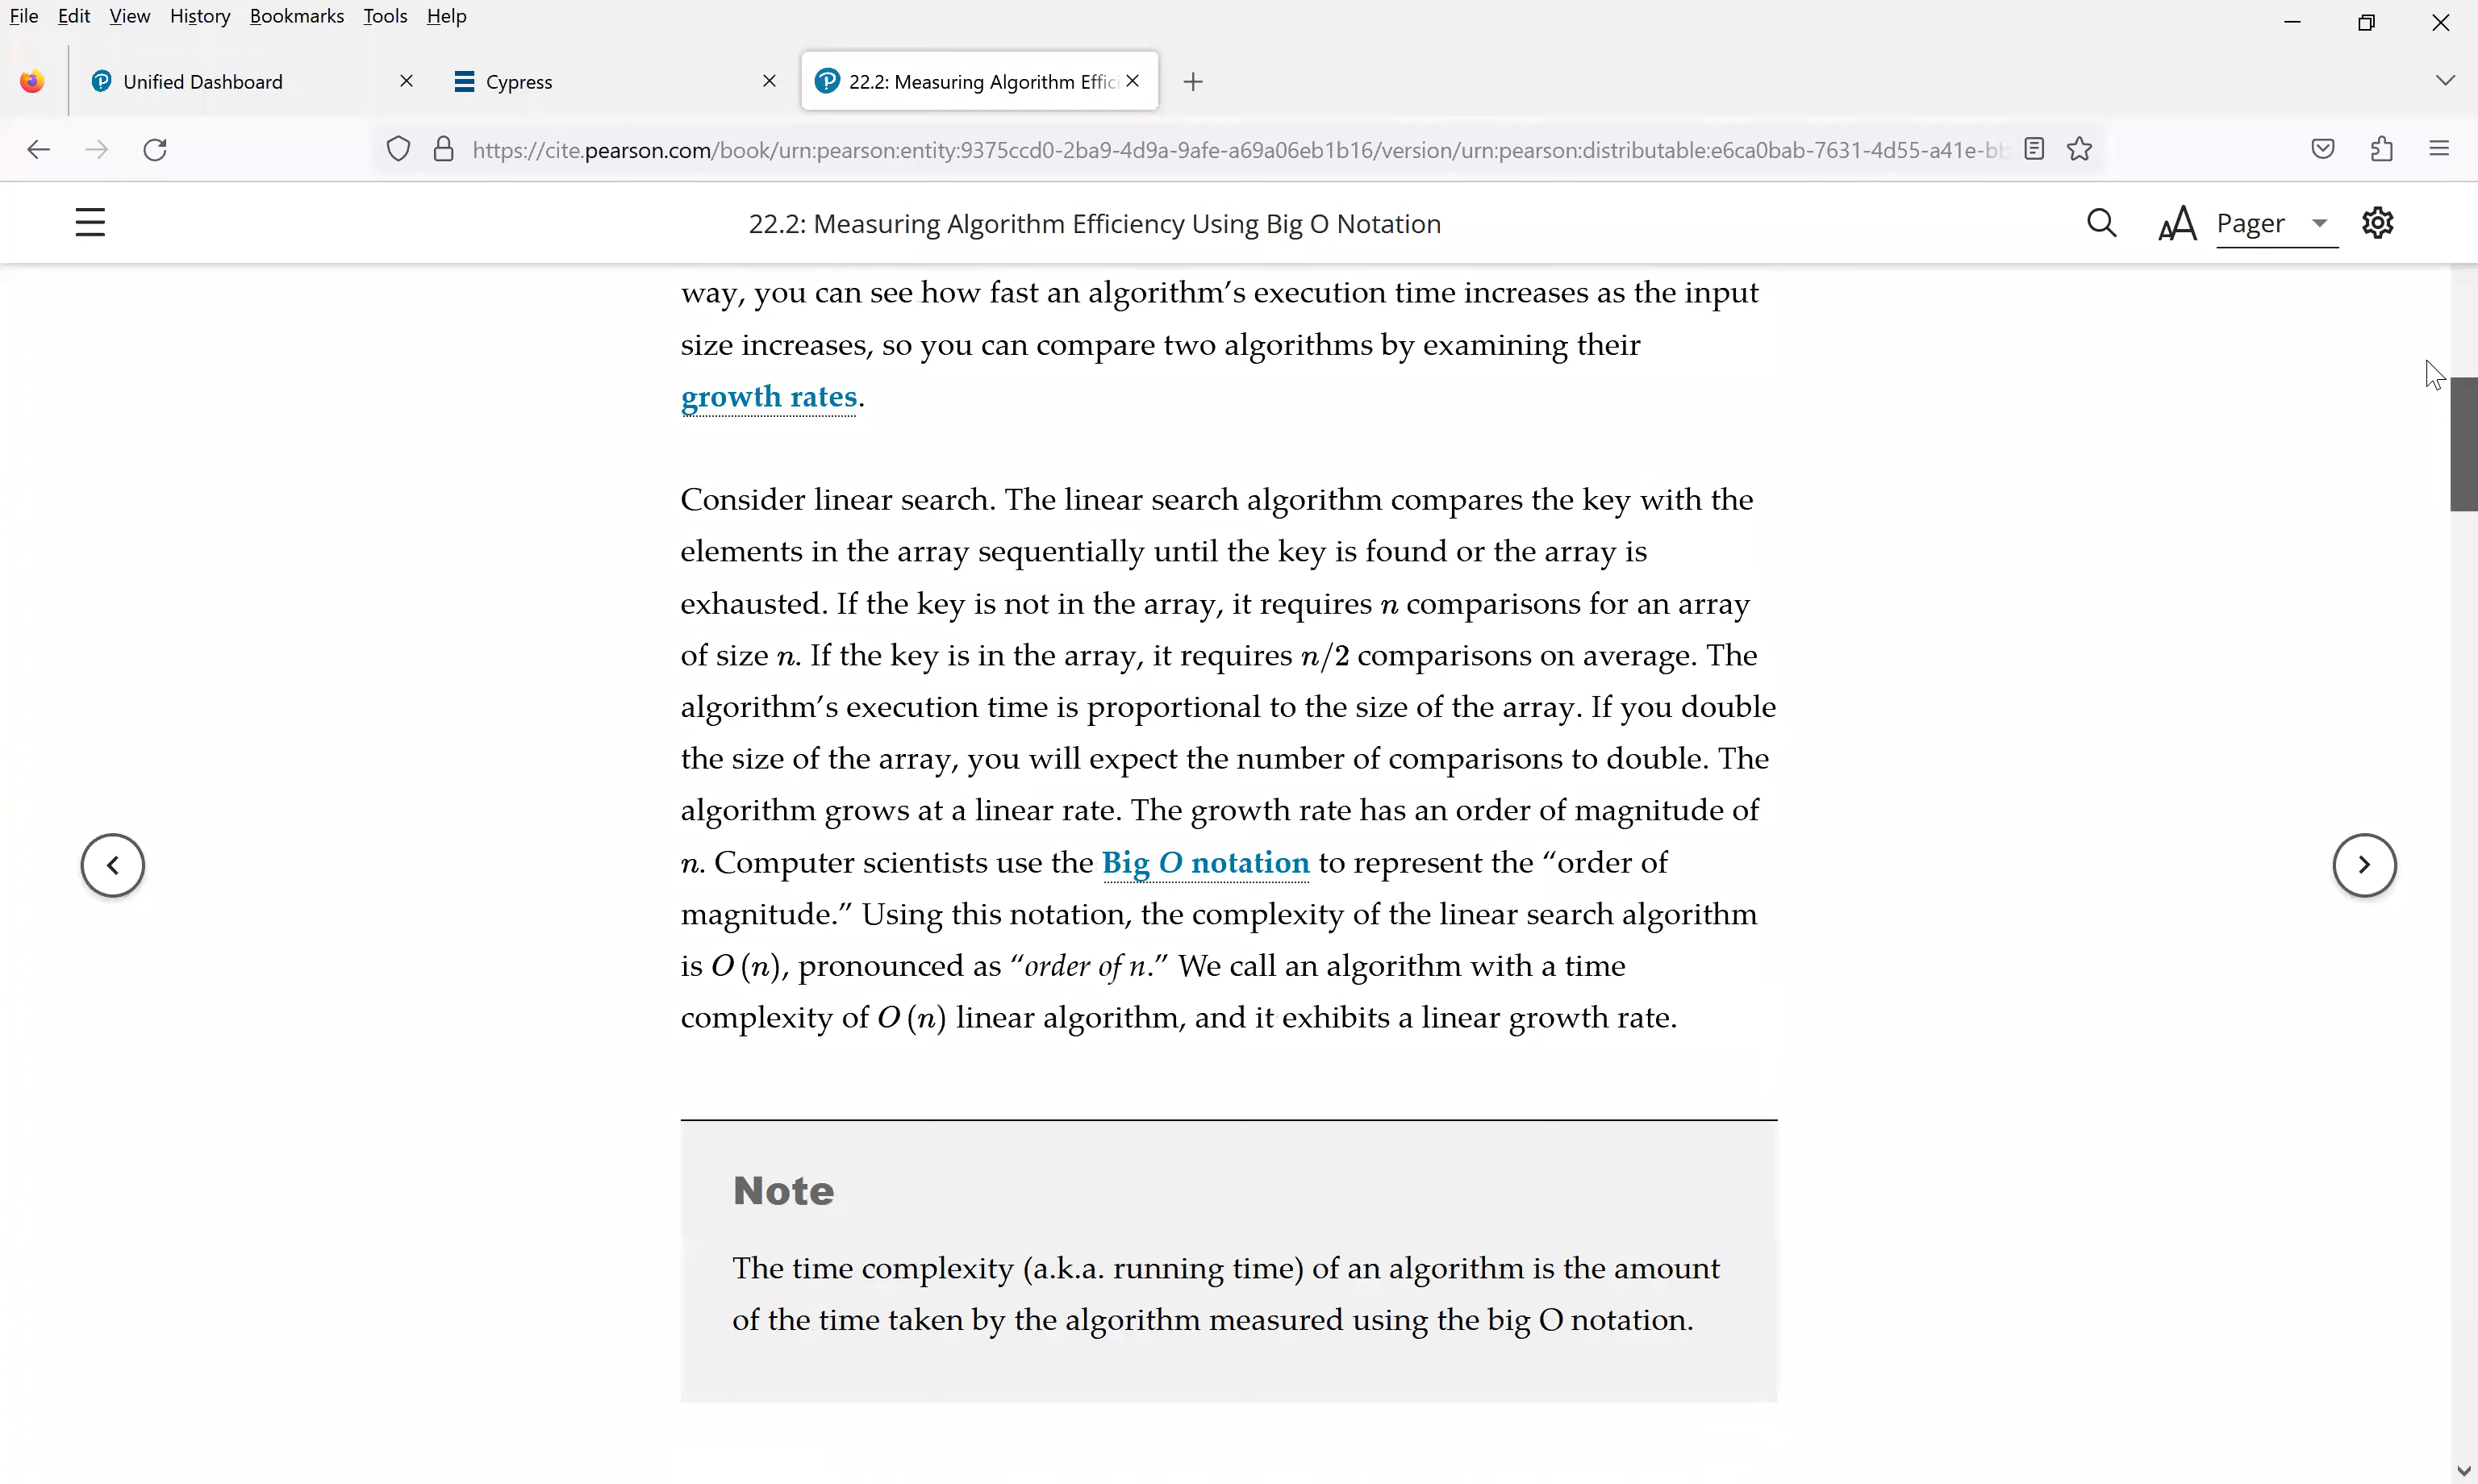 File Edit View History Bookmarks Tools Help
Unified Dashboard
Cypress
22.2: Measuring Algorithm Effici
https://cite.pearson.com/book/urn:pearson:entity:9375ccd0-2ba9-4d9a-9afe-a69a06eb1b16/version/urn:pearson:distributable:e6ca0bab-7631-4d55-a41e-bb
22.2: Measuring Algorithm Efficiency Using Big O Notation
AA Pager
way, you can see how fast an algorithm’s execution time increases as the input
size increases, so you can compare two algorithms by examining their
growth rates.
Consider linear search. The linear search algorithm compares the key with the
elements in the array sequentially until the key is found or the array is
exhausted. If the key is not in the array, it requires n comparisons for an array
of size n. If the key is in the array, it requires n/2 comparisons on average. The
algorithm’s execution time is proportional to the size of the array. If you double
the size of the array, you will expect the number of comparisons to double. The
algorithm grows at a linear rate. The growth rate has an order of magnitude of
n. Computer scientists use the Big O notation to represent the “order of
magnitude.” Using this notation, the complexity of the linear search algorithm
is O (n), pronounced as “order of n.” We call an algorithm with a time
complexity of O (n) linear algorithm, and it exhibits a linear growth rate.
Note
The time complexity (a.k.a. running time) of an algorithm is the amount
of the time taken by the algorithm measured using the big O notation.